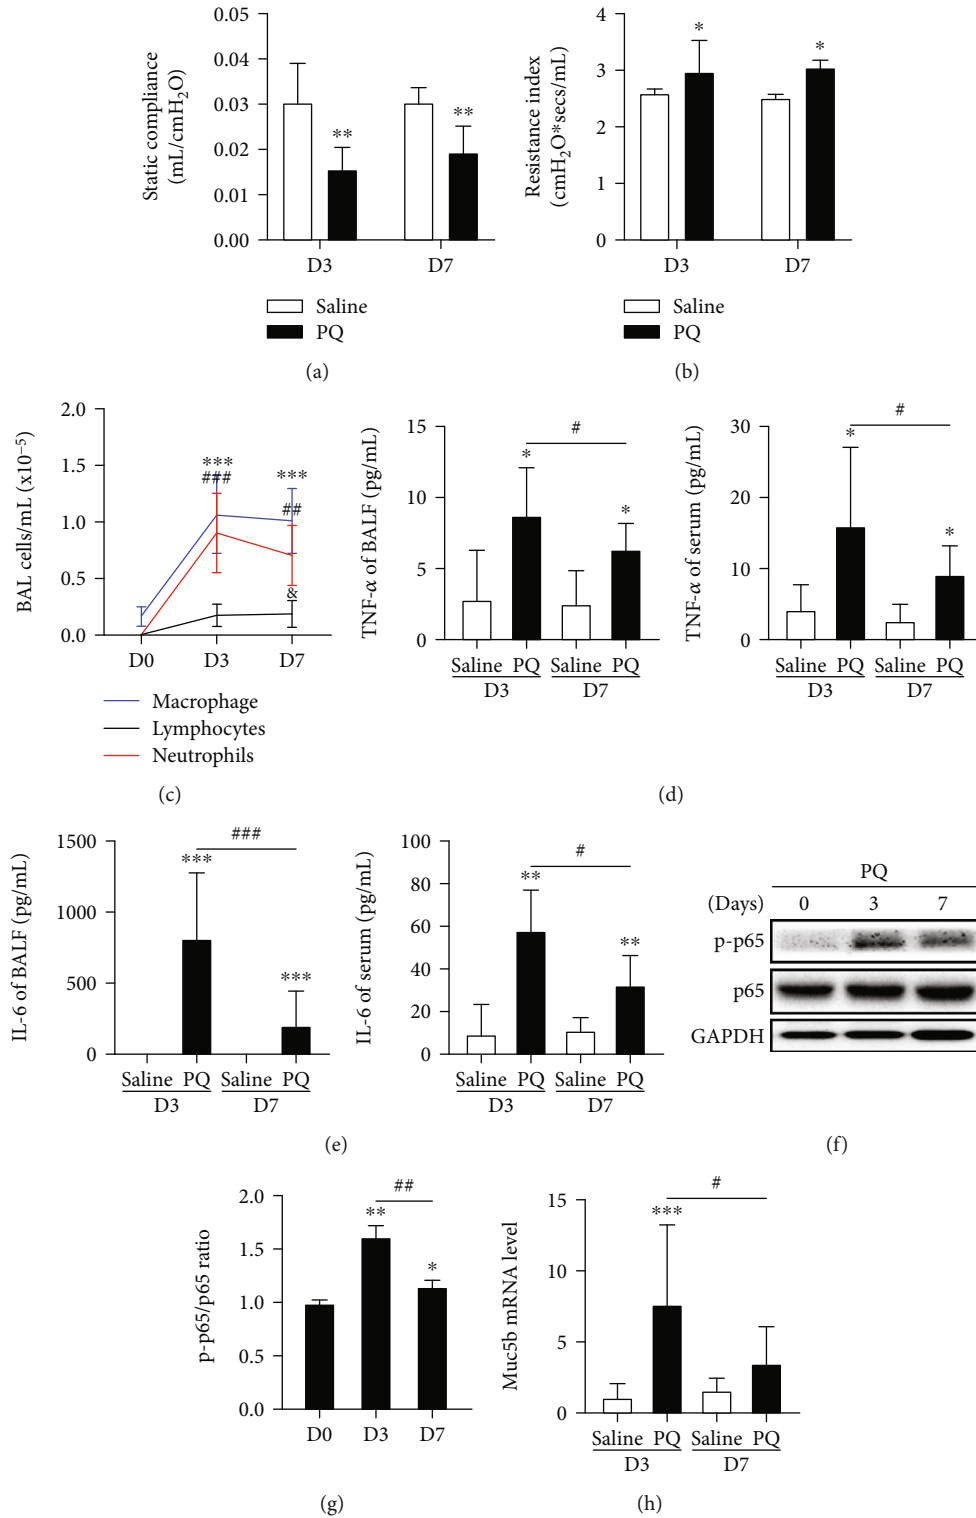 0.05
0.04
0.03
0.02
0.01
0.00
Static compliance
(mL/cmH₂O)
**
**
D3
D7
Saline
PQ
(a)
4
3
2
1
0
Resistance index
(cmH₂O*secs/mL)
*
*
D3
D7
Saline
PQ
(b)
2.0
1.5
1.0
0.5
0.0
BAL cells/mL (x10⁻⁵)
***
###
***
##
&
D0
D3
D7
Macrophage
Lymphocytes
Neutrophils
(c)
15
10
5
0
TNF-α of BALF (pg/mL)
#
*
*
Saline PQ Saline PQ
D3 D7
30
20
10
0
TNF-α of serum (pg/mL)
#
*
*
Saline PQ Saline PQ
D3 D7
(d)
1500
1000
500
0
IL-6 of BALF (pg/mL)
###
***
***
Saline PQ Saline PQ
D3 D7
100
80
60
40
20
0
IL-6 of serum (pg/mL)
#
**
**
Saline PQ Saline PQ
D3 D7
(e)
PQ
(Days) 0 3 7
p-p65
p65
GAPDH
(f)
2.0
1.5
1.0
0.5
0.0
p-p65/p65 ratio
##
**
*
D0 D3 D7
(g)
15
10
5
0
Muc5b mRNA level
#
***
Saline PQ Saline PQ
D3 D7
(h)